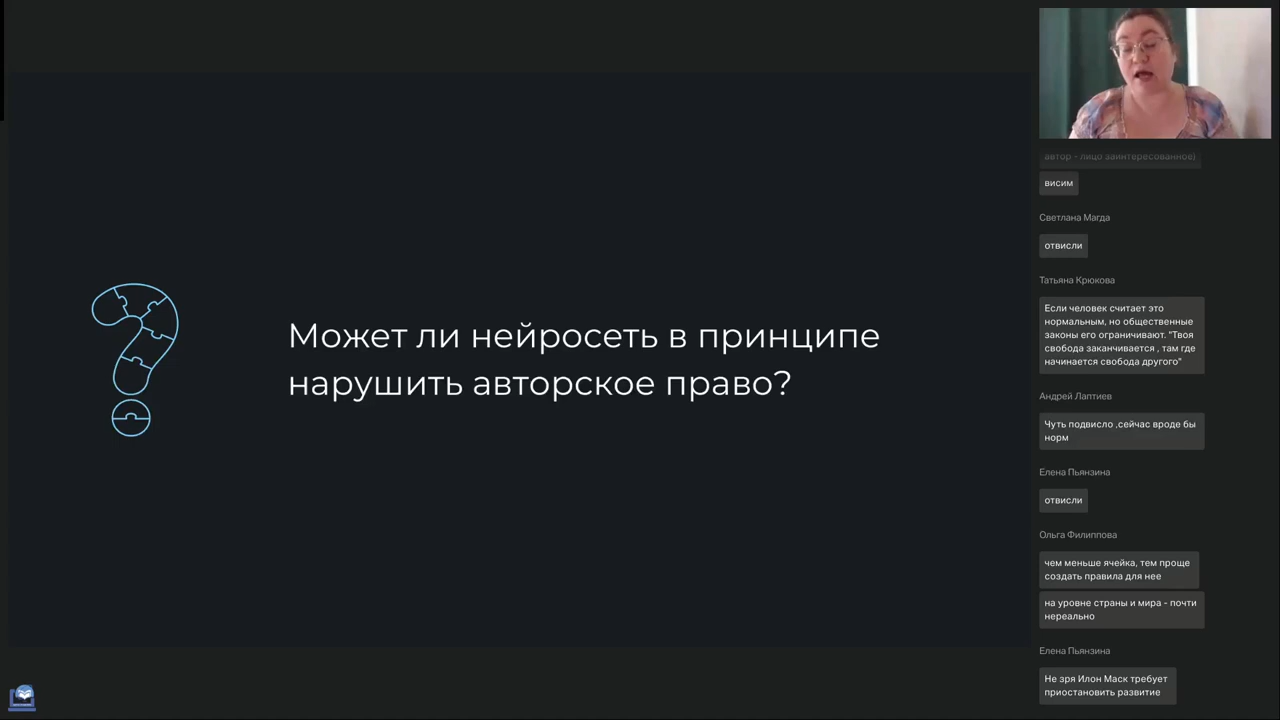 Может ли нейросеть в принципе
нарушить авторское право?
автор - лицо заинтересованное)
висим
Светлана Магда
отвисли
Татьяна Крюкова
Если человек считает это
нормальным, но общественные
законы его ограничивают. "Твоя
свобода заканчивается , там где
начинается свобода другого"
Андрей Лаптиев
Чуть подвисло ,сейчас вроде бы
норм
Елена Пьянзина
отвисли
Ольга Филиппова
чем меньше ячейка, тем проще
создать правила для нее
на уровне страны и мира - почти
нереально
Елена Пьянзина
Не зря Илон Маск требует
приостановить развитие